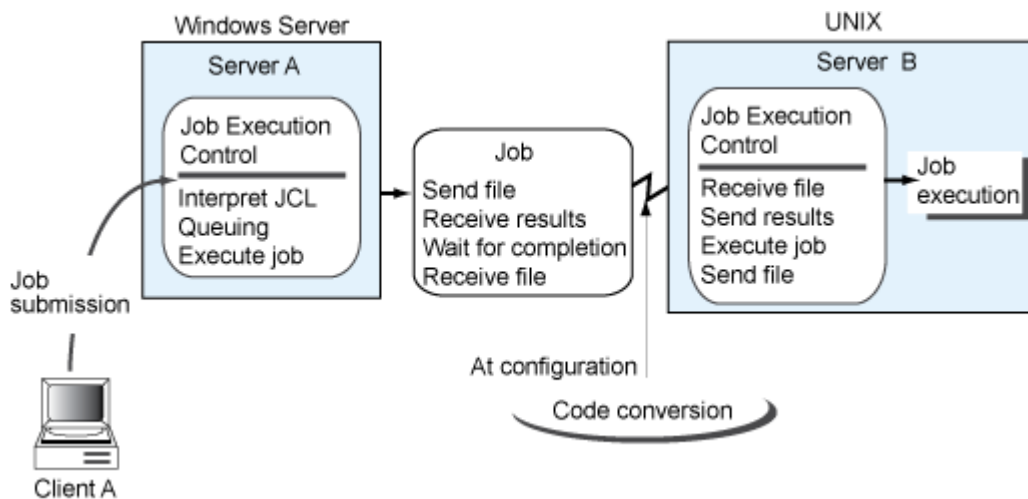 Windows Server
Server A
Job Execution
Control
Interpret JCL
Queuing
Execute job
Job
submission
Client A
Job
Send file
Receive results
Wait for completion
Receive file
At configuration
Code conversion
UNIX
Server B
Job Execution
Control
Receive file
Send results
Execute job
Send file
Job
execution